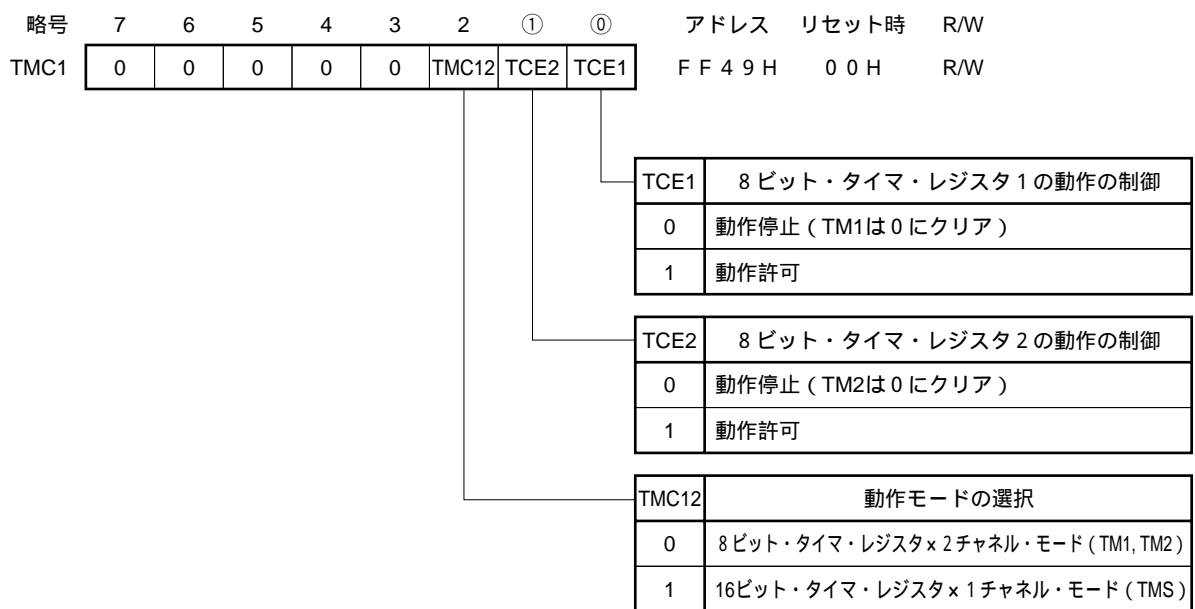 略号 7 6 5 4 3 2 ① ⓪ アドレス リセット時 R/W
TMC1 0 0 0 0 0 TMC12 TCE2 TCE1 FF49H 00H R/W
TCE1 8ビット・タイマ・レジスタ1の動作の制御
0 動作停止(TM1は0にクリア)
1 動作許可
TCE2 8ビット・タイマ・レジスタ2の動作の制御
0 動作停止(TM2は0にクリア)
1 動作許可
TMC12 動作モードの選択
0 8ビット・タイマ・レジスタ×2チャネル・モード(TM1, TM2)
1 16ビット・タイマ・レジスタ×1チャネル・モード(TMS)